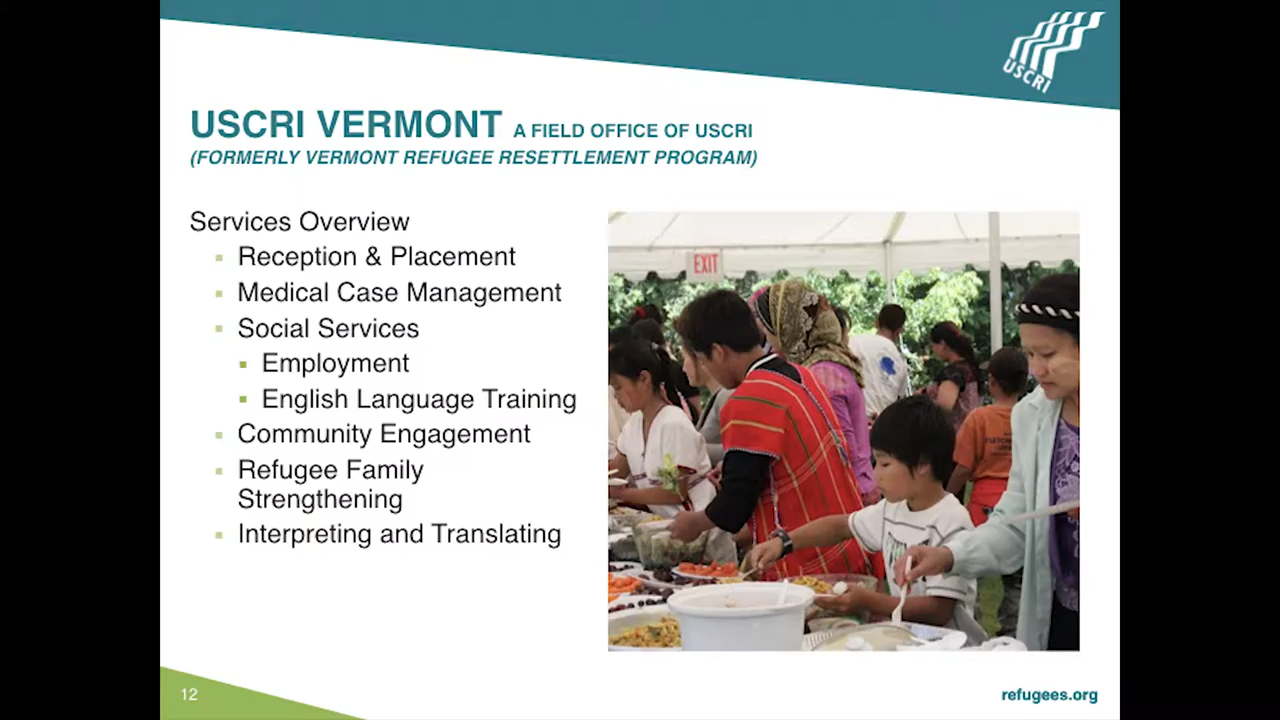 USCRI
USCRI VERMONT A FIELD OFFICE OF USCRI
(FORMERLY VERMONT REFUGEE RESETTLEMENT PROGRAM)
Services Overview
Reception & Placement
Medical Case Management
Social Services
Employment
English Language Training
Community Engagement
Refugee Family
Strengthening
Interpreting and Translating
EXIT
12
refugees.org